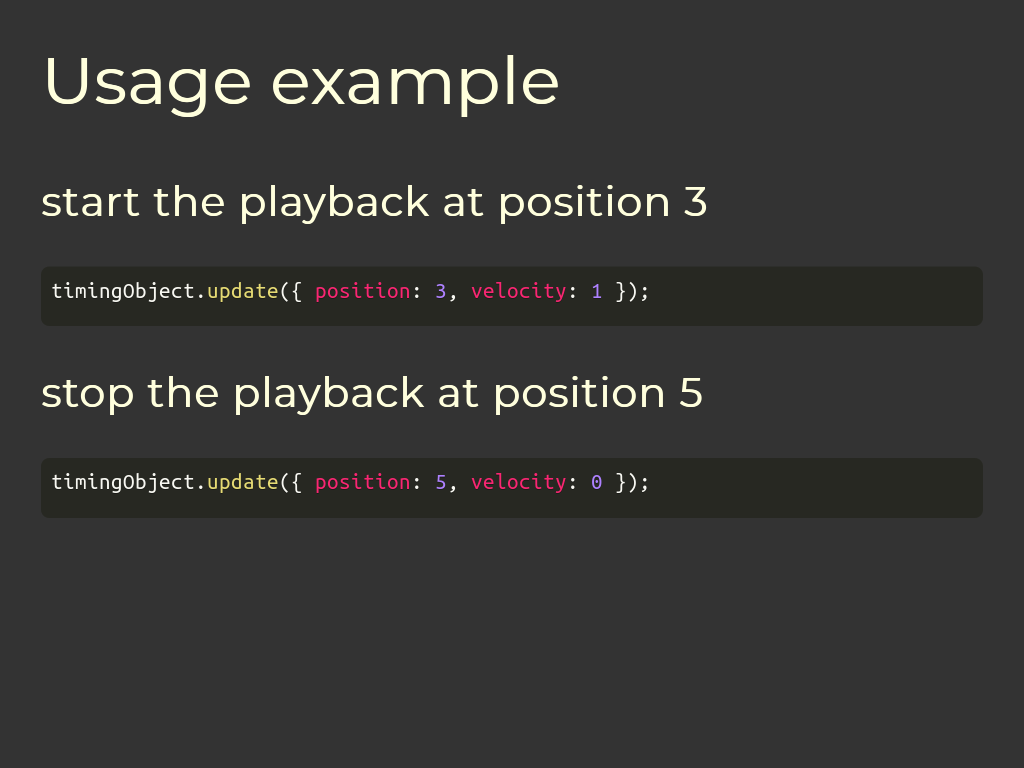 Usage example
start the playback at position 3
timingObject.update({ position: 3, velocity: 1 });
stop the playback at position 5
timingObject.update({ position: 5, velocity: 0 });